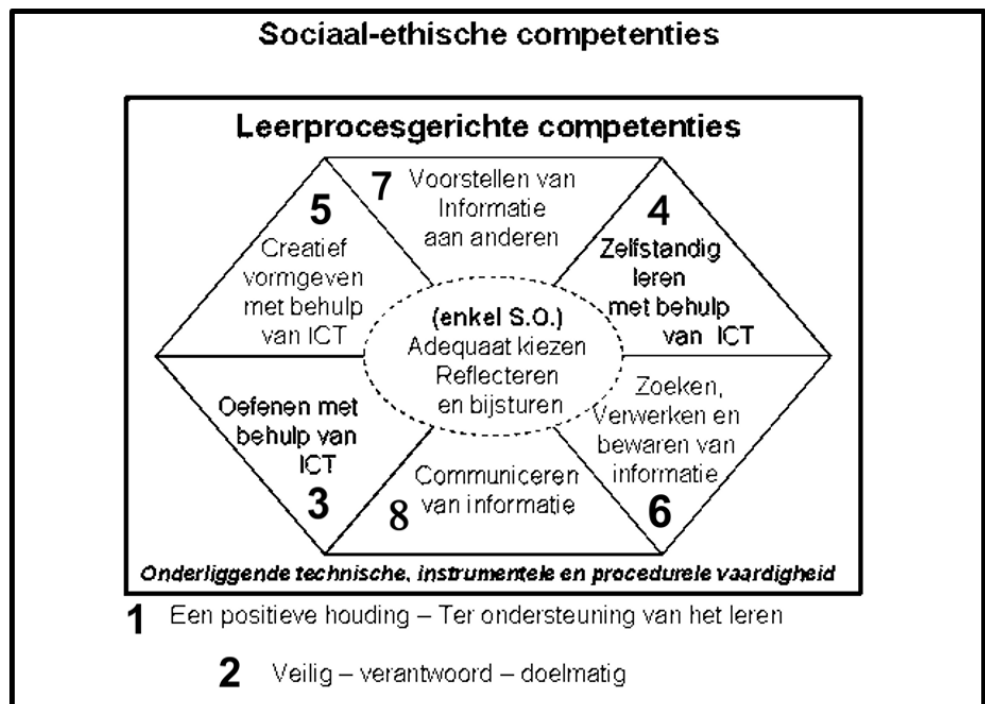 Sociaal-ethische competenties
Leerprocesgerichte competenties
5
Creatief
vormgeven
met behulp
van ICT
7
Voorstellen van
Informatie
aan anderen
4
Zelfstandig
leren
met behulp
van ICT
(enkel S.O.)
Adequaat kiezen
Reflecteren
en bijsturen
Oefenen met
behulp van
ICT
3
Communiceren
van informatie
8
Zoeken,
Verwerken en
bewaren van
informatie
6
Onderliggende technische, instrumentele en procedurele vaardigheid
1 Een positieve houding – Ter ondersteuning van het leren
2 Veilig – verantwoord – doelmatig